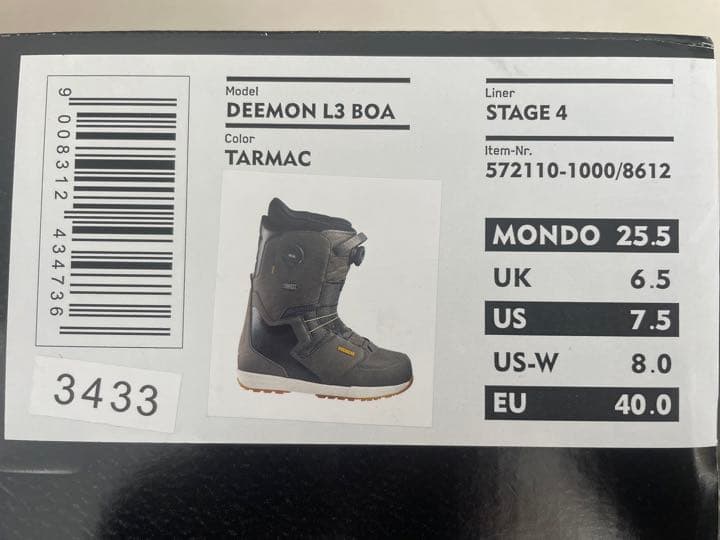 9 008312 434736
3433
Model
DEEMON L3 BOA
Color
TARMAC
Liner
STAGE 4
Item-Nr.
572110-1000/8612
MONDO 25.5
UK 6.5
US 7.5
US-W 8.0
EU 40.0